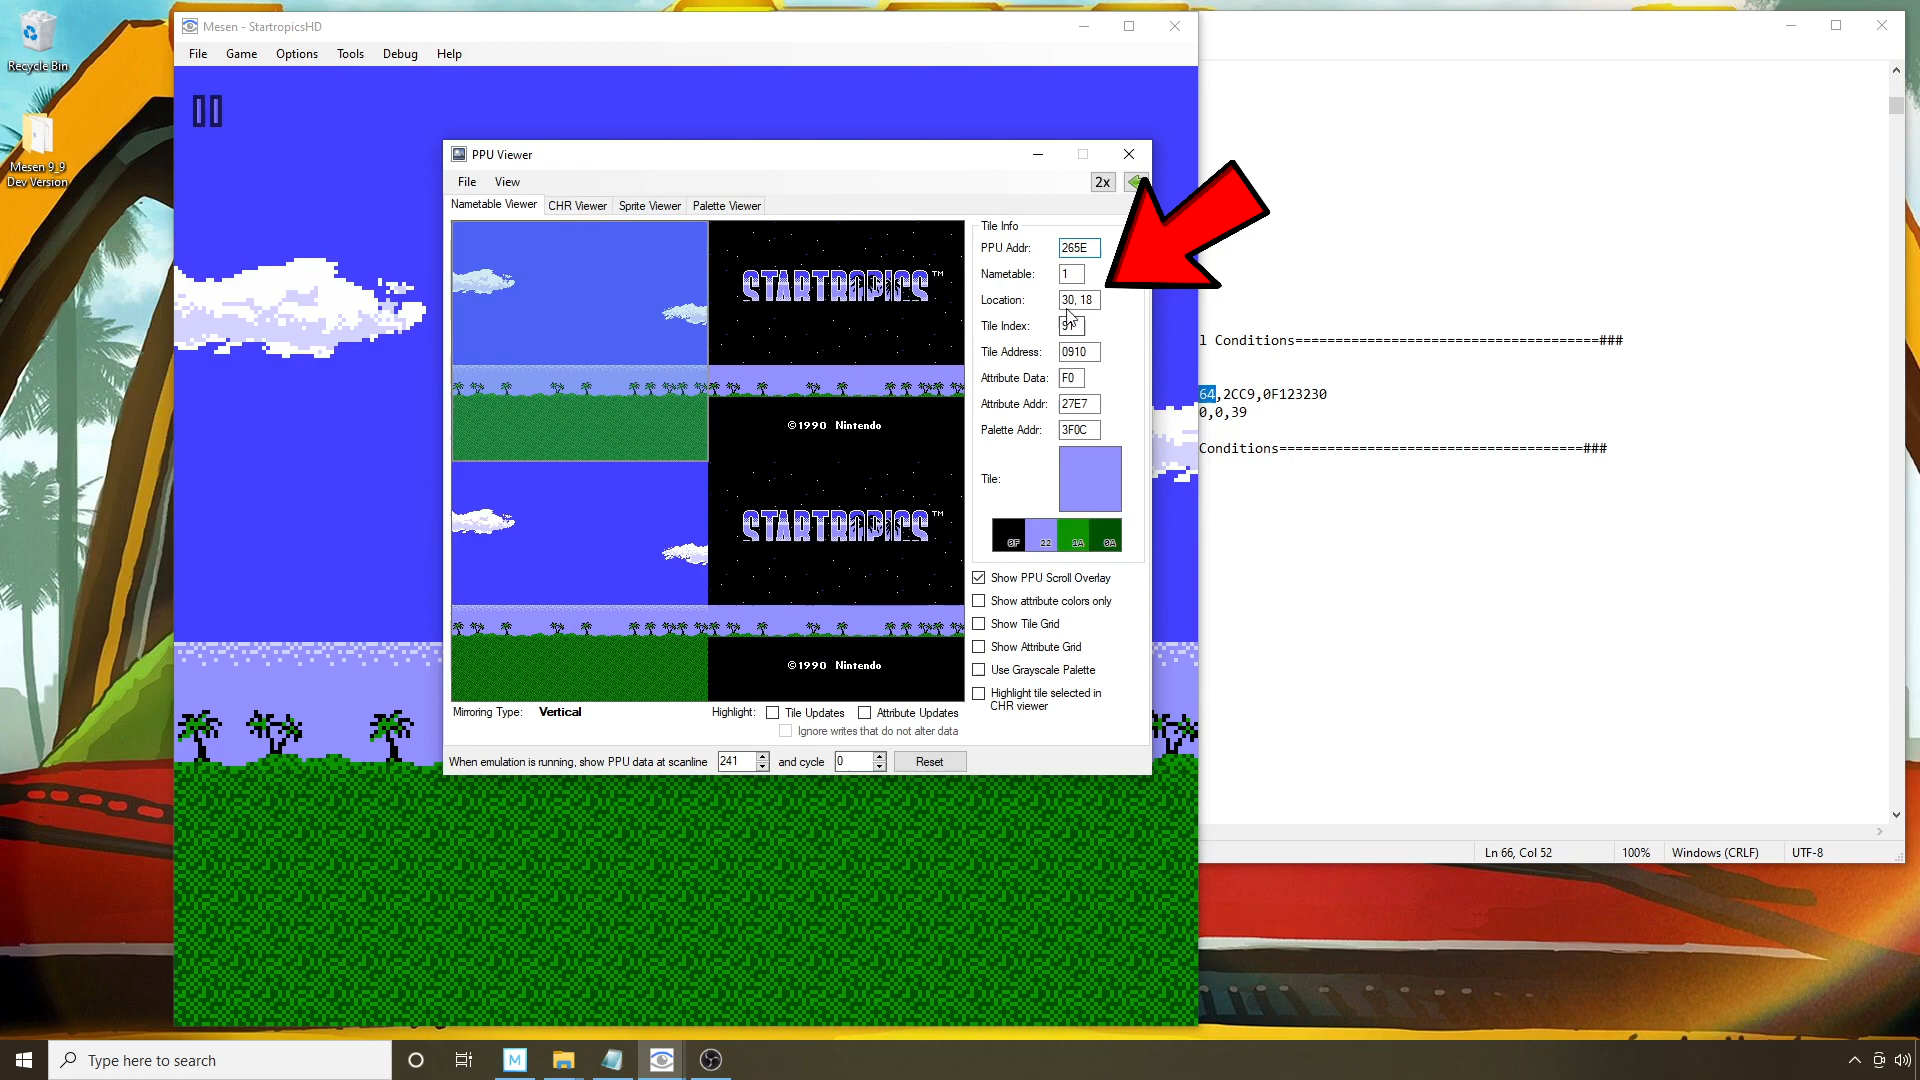 Recycle Bin
Mesen 9_9
Dev Version
Mesen - StartropicsHD
File Game Options Tools Debug Help
PPU Viewer
File View 2x
Nametable Viewer CHR Viewer Sprite Viewer Palette Viewer
STARTROPICS™
©1990 Nintendo
STARTROPICS™
©1990 Nintendo
Tile Info
PPU Addr: 265E
Nametable: 1
Location: 30, 18
Tile Index: 91
Tile Address: 0910
Attribute Data: F0
Attribute Addr: 27E7
Palette Addr: 3F0C
Tile:
0F 22 1A 0A
Show PPU Scroll Overlay
Show attribute colors only
Show Tile Grid
Show Attribute Grid
Use Grayscale Palette
Highlight tile selected in
CHR viewer
Mirroring Type: Vertical Highlight: Tile Updates Attribute Updates
Ignore writes that do not alter data
When emulation is running, show PPU data at scanline 241 and cycle 0 Reset
l Conditions======================================###
64,2CC9,0F123230
0,0,39
Conditions======================================###
Ln 66, Col 52 100% Windows (CRLF) UTF-8
Type here to search
M